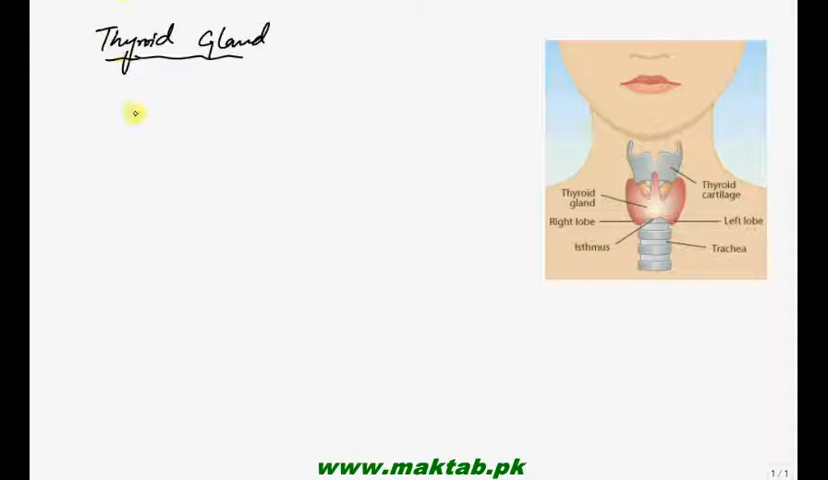 Thyroid Gland
Thyroid
gland
Thyroid
cartilage
Right lobe
Left lobe
Isthmus
Trachea
www.maktab.pk
1 / 1